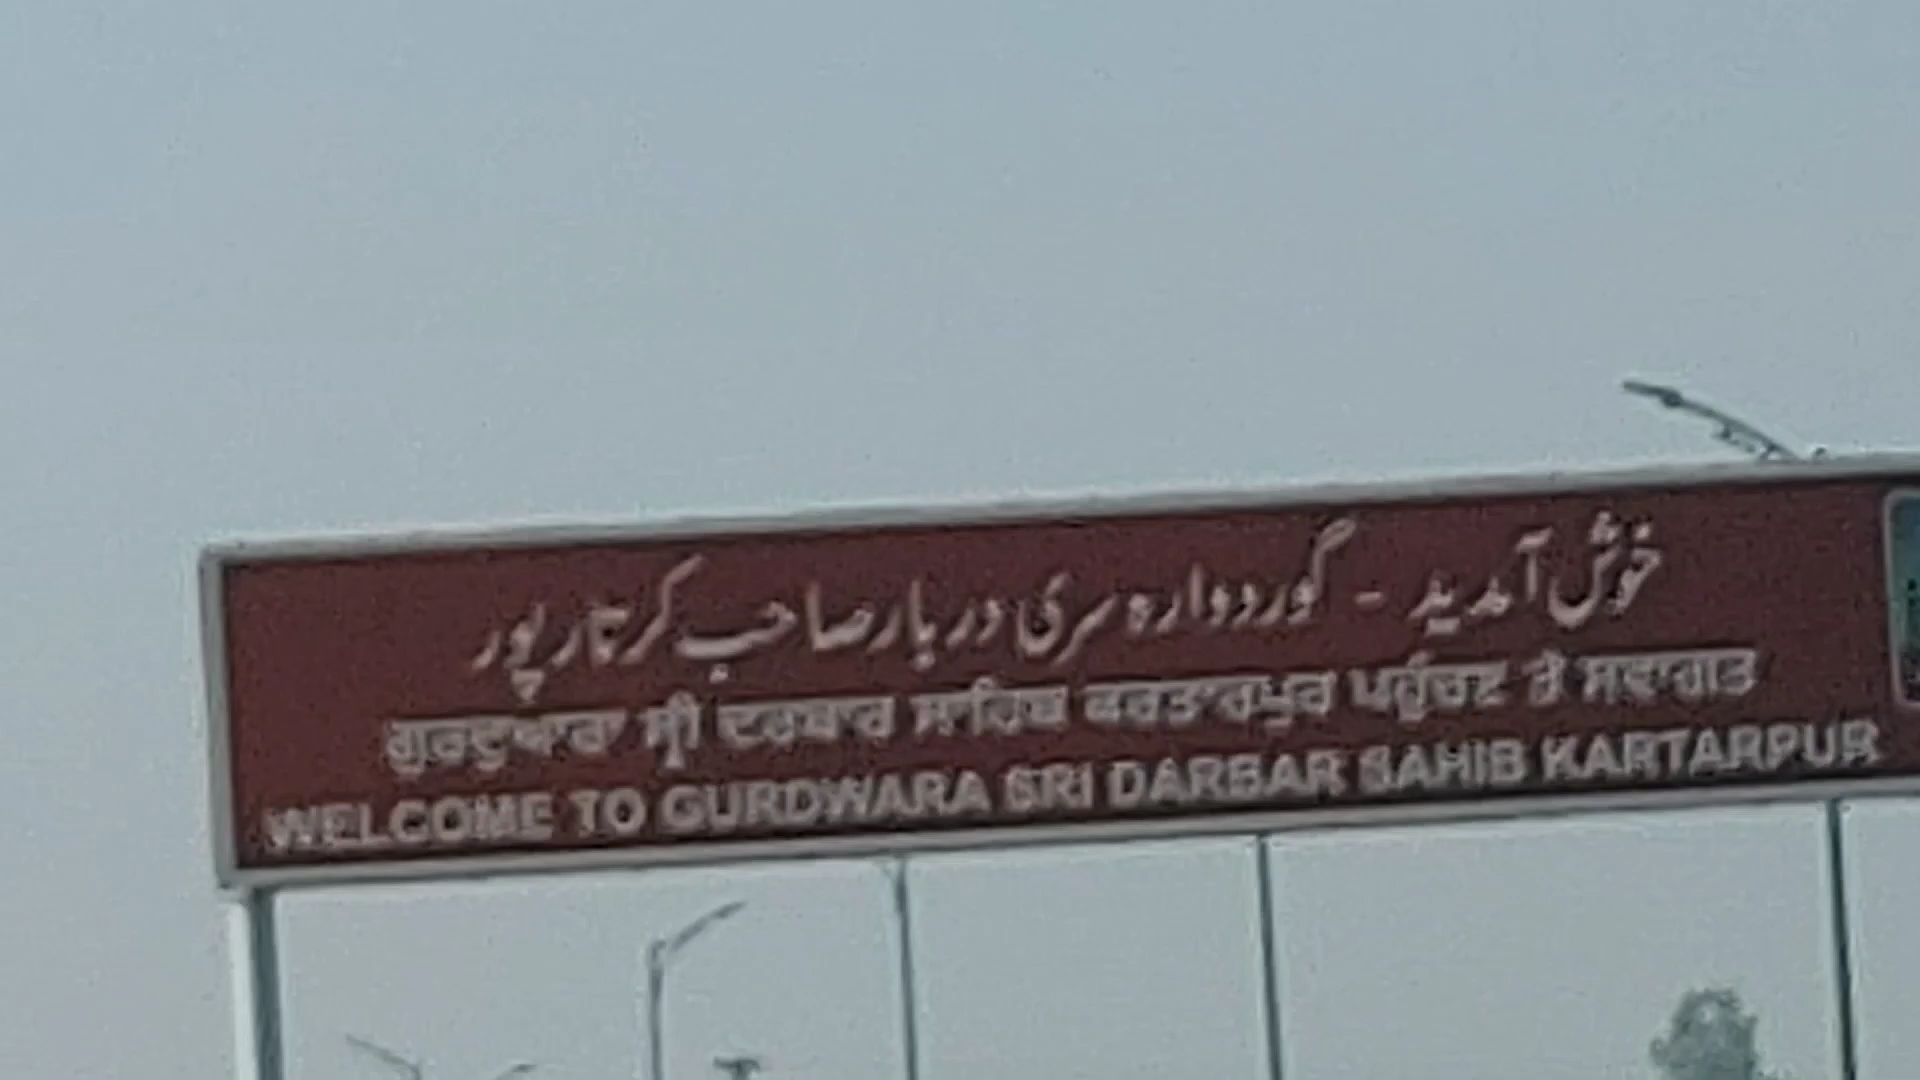 خوش آمدید - گوردوارہ سری دربار صاحب کرتارپور
ਗੁਰਦੁਆਰਾ ਸ੍ਰੀ ਦਰਬਾਰ ਸਾਹਿਬ ਕਰਤਾਰਪੁਰ ਪਹੁੰਚਣ ਤੇ ਸਵਾਗਤ
WELCOME TO GURDWARA SRI DARBAR SAHIB KARTARPUR